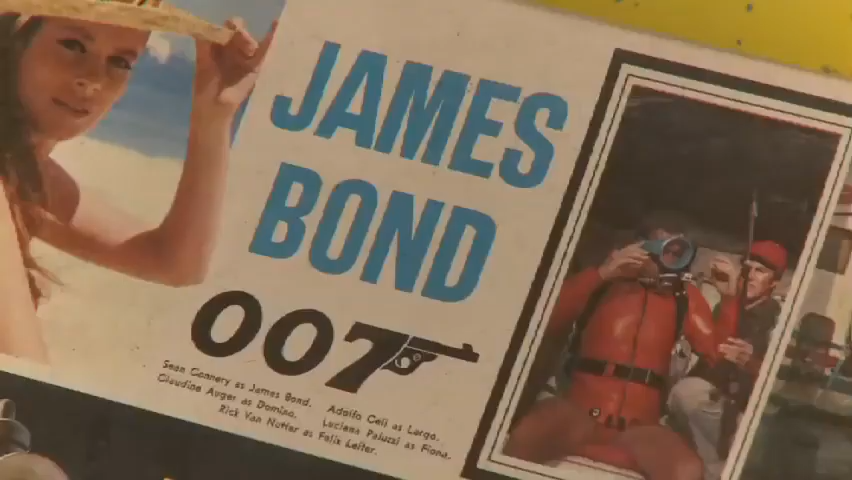 JAMES
BOND
007
Sean Connery as James Bond. Adolfo Celi as Largo.
Claudine Auger as Domino. Luciana Paluzzi as Fiona.
Rick Van Nutter as Felix Leiter.